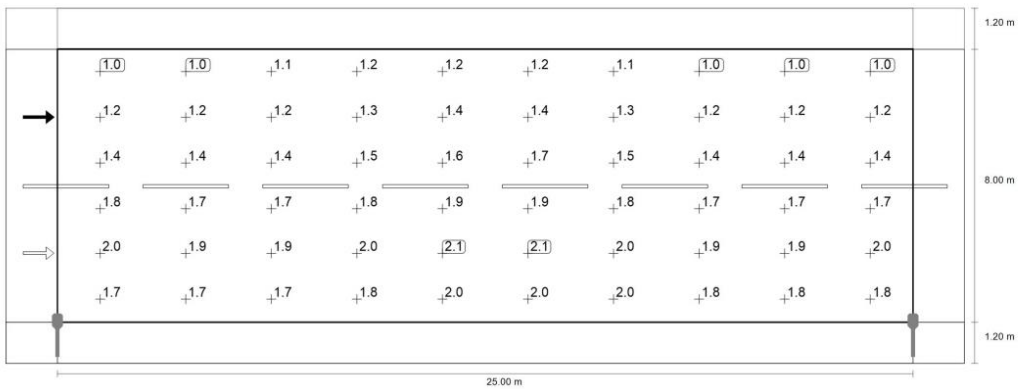 1.20 m
1.0 1.0 1.1 1.2 1.2 1.2 1.1 1.0 1.0 1.0
1.2 1.2 1.2 1.3 1.4 1.4 1.3 1.2 1.2 1.2
1.4 1.4 1.4 1.5 1.6 1.7 1.5 1.4 1.4 1.4
8.00 m
1.8 1.7 1.7 1.8 1.9 1.9 1.8 1.7 1.7 1.7
2.0 1.9 1.9 2.0 2.1 2.1 2.0 1.9 1.9 2.0
1.7 1.7 1.7 1.8 2.0 2.0 2.0 1.8 1.8 1.8
1.20 m
25.00 m